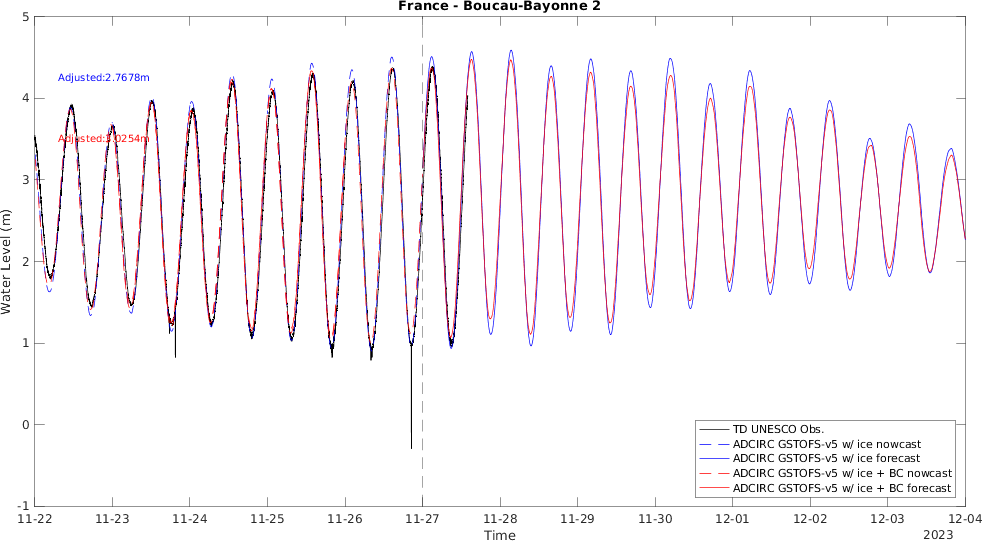 France - Boucau-Bayonne 2
5
4
3
2
1
0
-1
Water Level (m)
Adjusted:2.7678m
Adjusted:3.0254m
TD UNESCO Obs.
ADCIRC GSTOFS-v5 w/ ice nowcast
ADCIRC GSTOFS-v5 w/ ice forecast
ADCIRC GSTOFS-v5 w/ ice + BC nowcast
ADCIRC GSTOFS-v5 w/ ice + BC forecast
11-22 11-23 11-24 11-25 11-26 11-27 11-28 11-29 11-30 12-01 12-02 12-03 12-04
Time
2023